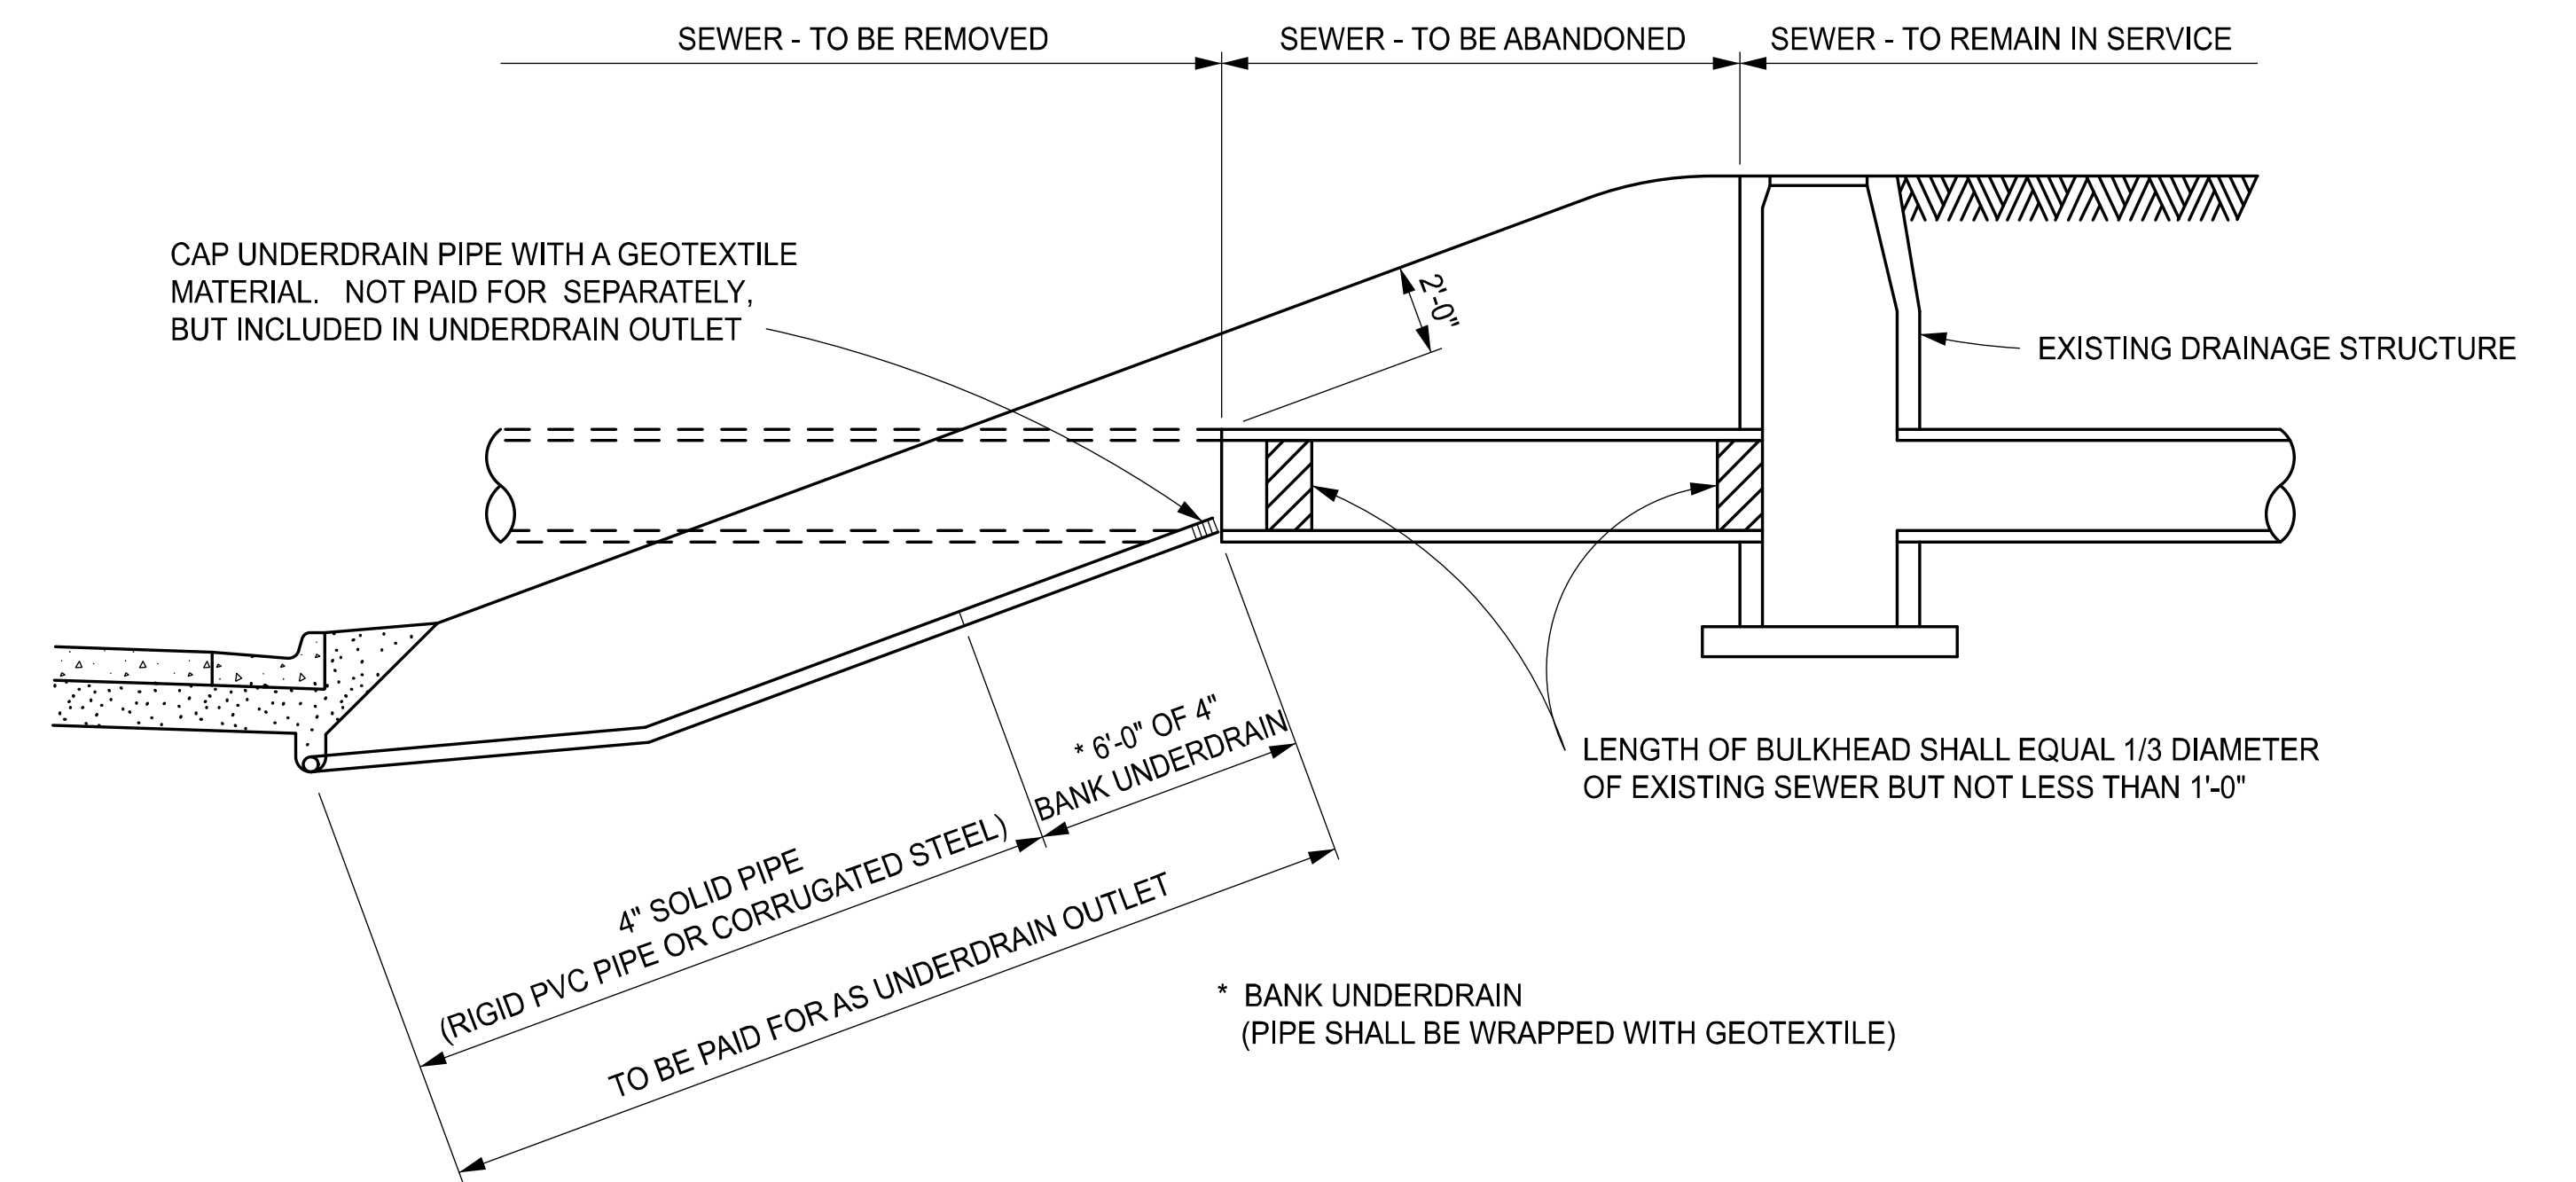 SEWER - TO BE REMOVED
SEWER - TO BE ABANDONED
SEWER - TO REMAIN IN SERVICE
CAP UNDERDRAIN PIPE WITH A GEOTEXTILE
MATERIAL. NOT PAID FOR SEPARATELY,
BUT INCLUDED IN UNDERDRAIN OUTLET
2'-0"
EXISTING DRAINAGE STRUCTURE
* 6'-0" OF 4"
BANK UNDERDRAIN
LENGTH OF BULKHEAD SHALL EQUAL 1/3 DIAMETER
OF EXISTING SEWER BUT NOT LESS THAN 1'-0"
4" SOLID PIPE
(RIGID PVC PIPE OR CORRUGATED STEEL)
TO BE PAID FOR AS UNDERDRAIN OUTLET
* BANK UNDERDRAIN
(PIPE SHALL BE WRAPPED WITH GEOTEXTILE)